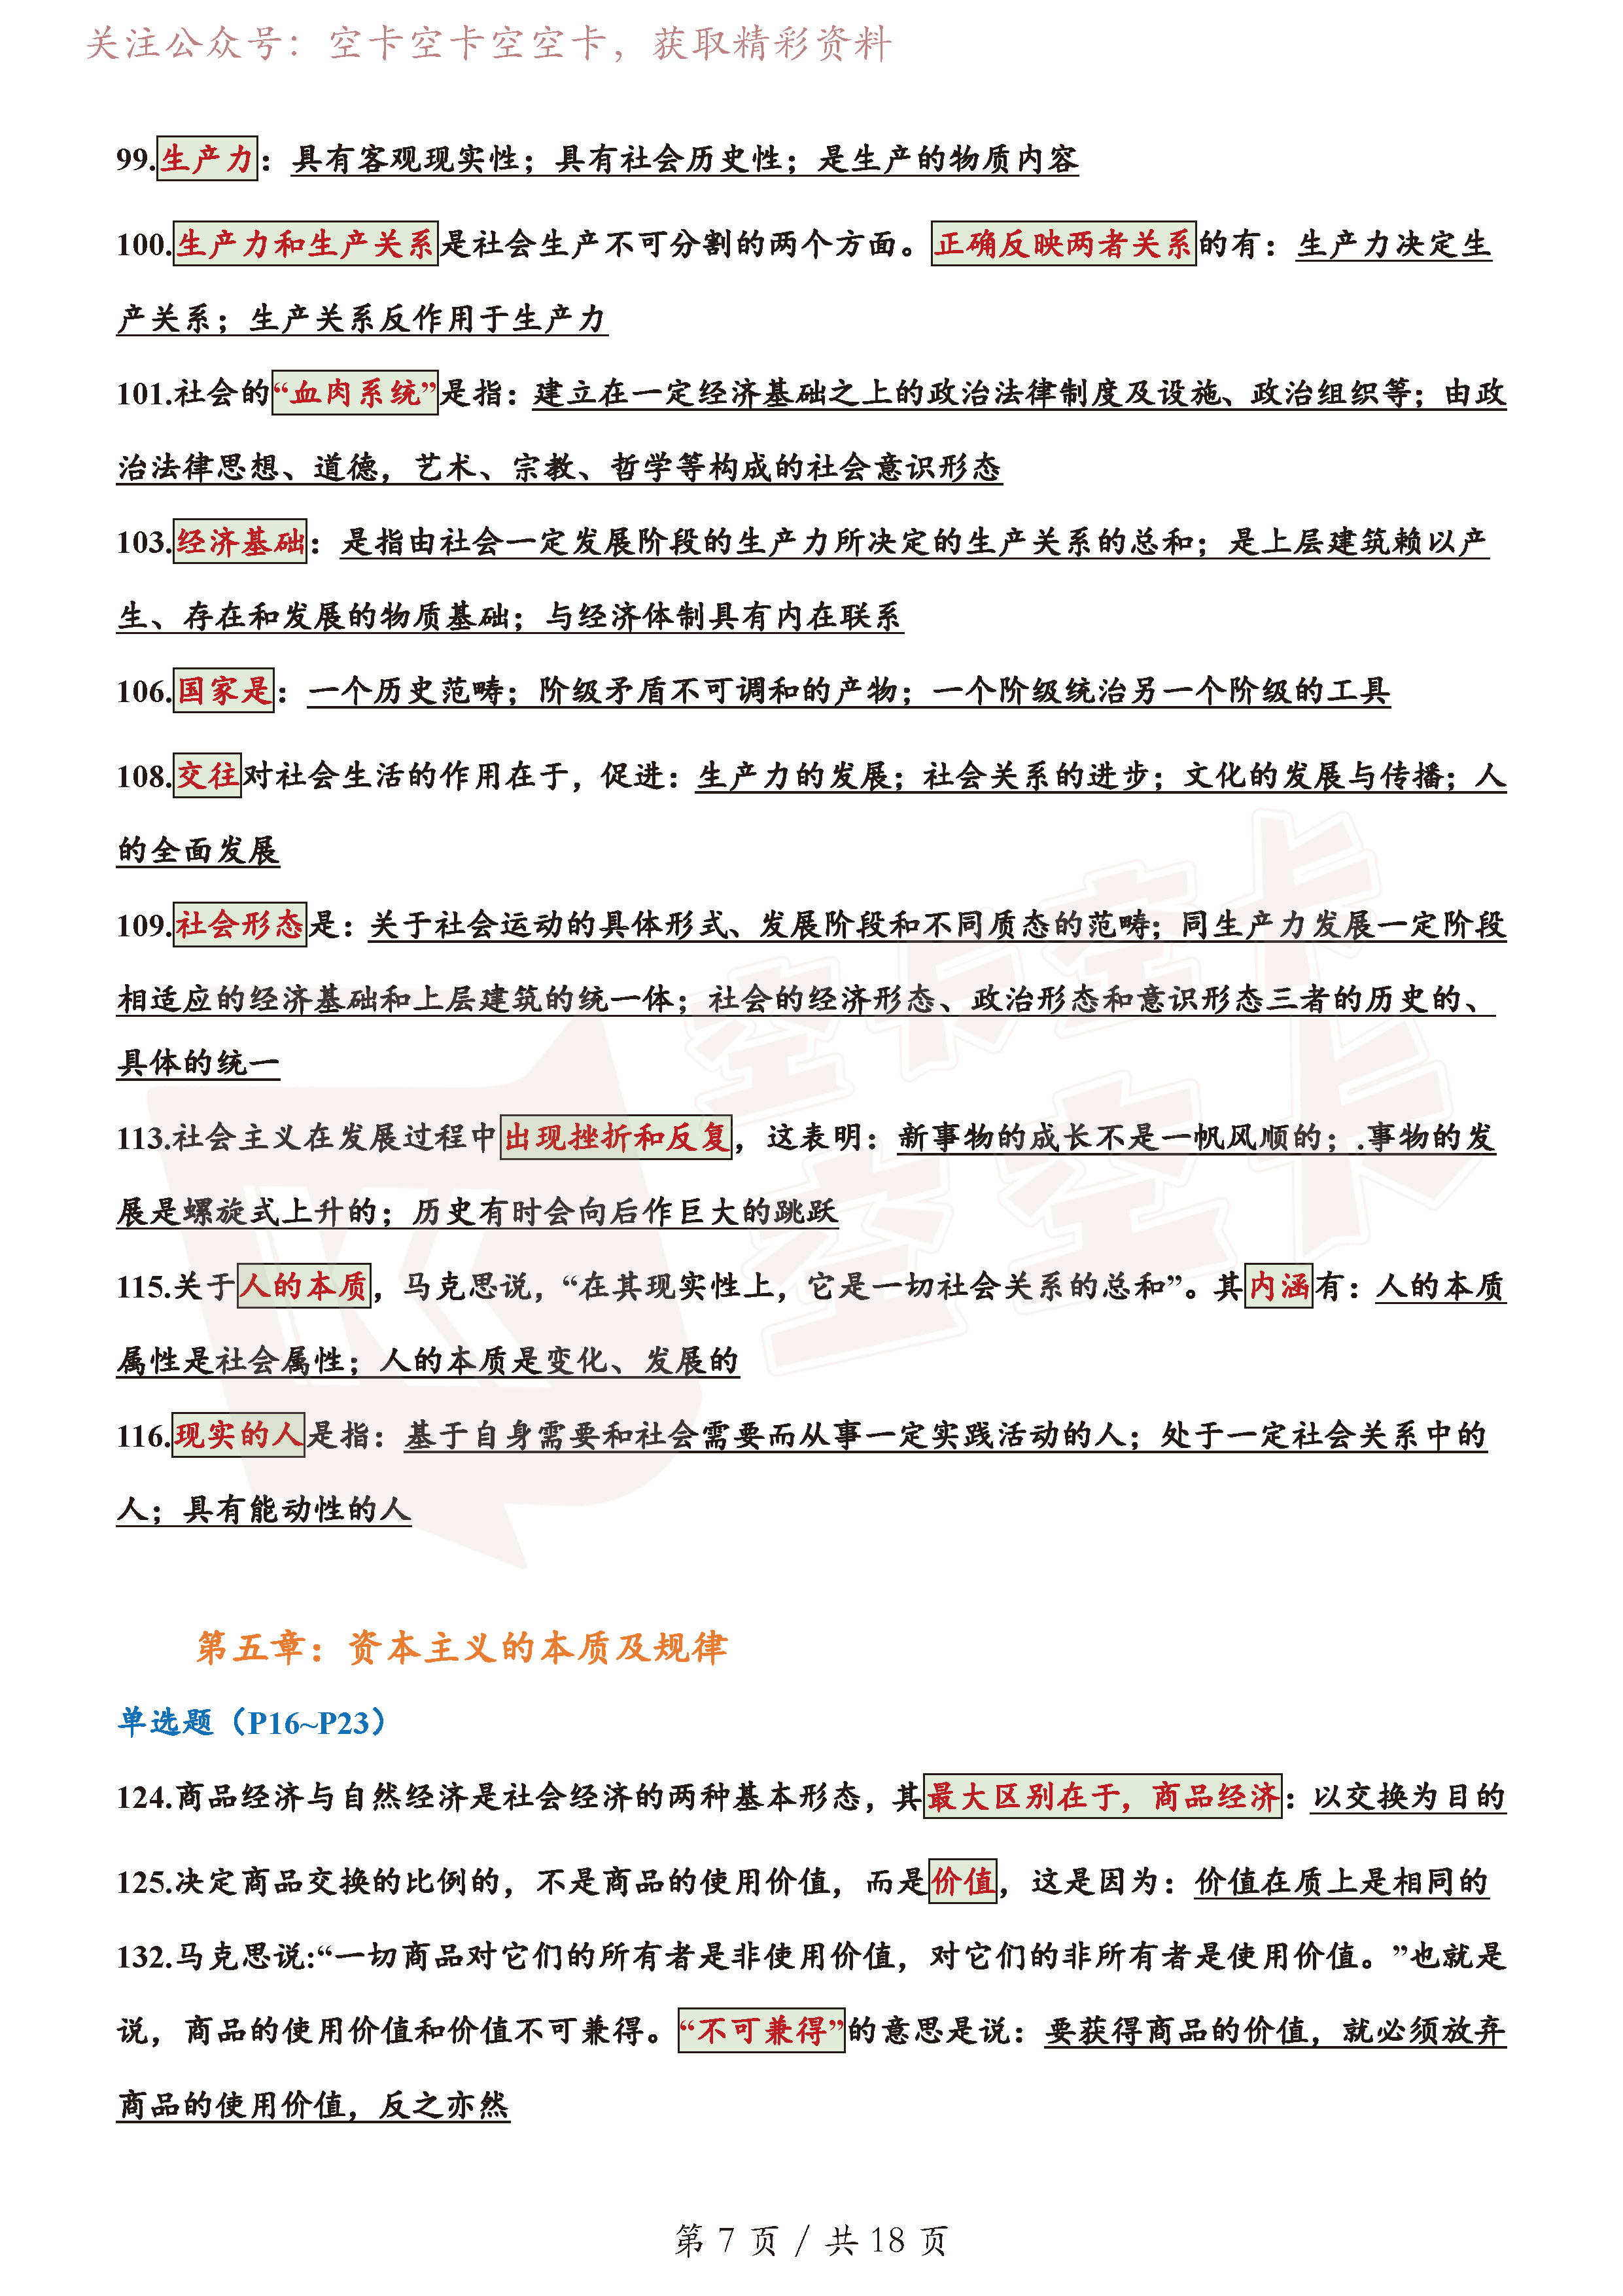 关注公众号：空卡空卡空空卡，获取精彩资料
99.生产力：具有客观现实性；具有社会历史性；是生产的物质内容
100.生产力和生产关系是社会生产不可分割的两个方面。正确反映两者关系的有：生产力决定生
产关系；生产关系反作用于生产力
101.社会的“血肉系统”是指：建立在一定经济基础之上的政治法律制度及设施、政治组织等；由政
治法律思想、道德，艺术、宗教、哲学等构成的社会意识形态
103.经济基础：是指由社会一定发展阶段的生产力所决定的生产关系的总和；是上层建筑赖以产
生、存在和发展的物质基础；与经济体制具有内在联系
106.国家是：一个历史范畴；阶级矛盾不可调和的产物；一个阶级统治另一个阶级的工具
108.交往对社会生活的作用在于，促进：生产力的发展；社会关系的进步；文化的发展与传播；人
的全面发展
109.社会形态是：关于社会运动的具体形式、发展阶段和不同质态的范畴；同生产力发展一定阶段
相适应的经济基础和上层建筑的统一体；社会的经济形态、政治形态和意识形态三者的历史的、
具体的统一
113.社会主义在发展过程中出现挫折和反复，这表明：新事物的成长不是一帆风顺的；.事物的发
展是螺旋式上升的；历史有时会向后作巨大的跳跃
115.关于人的本质，马克思说，“在其现实性上，它是一切社会关系的总和”。其内涵有：人的本质
属性是社会属性；人的本质是变化、发展的
116.现实的人是指：基于自身需要和社会需要而从事一定实践活动的人；处于一定社会关系中的
人；具有能动性的人
空卡空卡
空空卡
第五章：资本主义的本质及规律
单选题（P16~P23）
124.商品经济与自然经济是社会经济的两种基本形态，其最大区别在于，商品经济：以交换为目的
125.决定商品交换的比例的，不是商品的使用价值，而是价值，这是因为：价值在质上是相同的
132.马克思说:“一切商品对它们的所有者是非使用价值，对它们的非所有者是使用价值。”也就是
说，商品的使用价值和价值不可兼得。“不可兼得”的意思是说：要获得商品的价值，就必须放弃
商品的使用价值，反之亦然
第 7 页 / 共 18 页